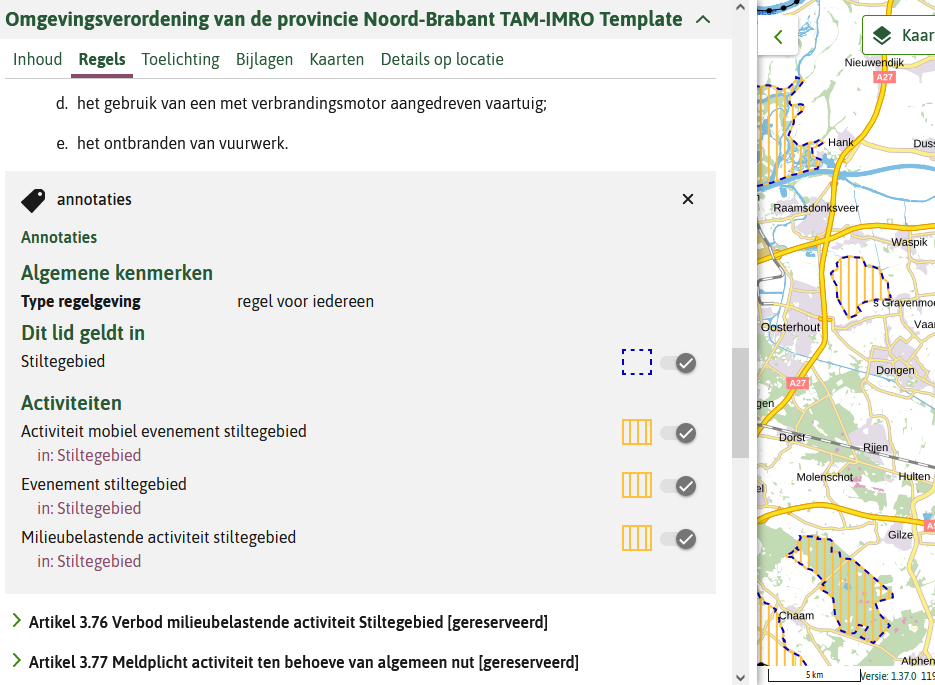 Omgevingsverordening van de provincie Noord-Brabant TAM-IMRO Template
Inhoud Regels Toelichting Bijlagen Kaarten Details op locatie
d. het gebruik van een met verbrandingsmotor aangedreven vaartuig;
e. het ontbranden van vuurwerk.
annotaties
Annotaties
Algemene kenmerken
Type regelgeving regel voor iedereen
Dit lid geldt in
Stiltegebied
Activiteiten
Activiteit mobiel evenement stiltegebied
in: Stiltegebied
Evenement stiltegebied
in: Stiltegebied
Milieubelastende activiteit stiltegebied
in: Stiltegebied
Artikel 3.76 Verbod milieubelastende activiteit Stiltegebied [gereserveerd]
Artikel 3.77 Meldplicht activiteit ten behoeve van algemeen nut [gereserveerd]
Kaar
Nieuwendijk
A27
Hank
Duss
Raamsdonksveer
Waspik
's Gravenmoe
Oosterhout
Vaar
Dongen
A27
gen
Dorst
Rijen
Molenschot
Hulten
el
A5
Gilze
Chaam
Alphen
5 km
Versie: 1.37.0 119